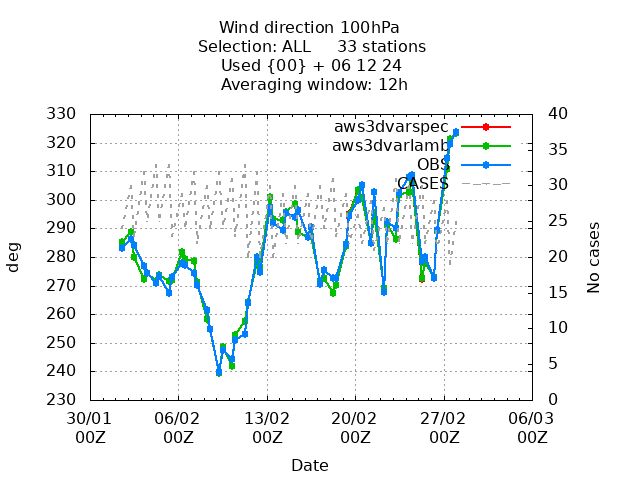 Wind direction 100hPa
Selection: ALL 33 stations
Used {00} + 06 12 24
Averaging window: 12h
330
320
310
300
290
280
270
260
250
240
230
deg
40
35
30
25
20
15
10
5
0
No cases
aws3dvarspec
aws3dvarlamb
OBS
CASES
30/01 06/02 13/02 20/02 27/02 06/03
00Z 00Z 00Z 00Z 00Z 00Z
Date